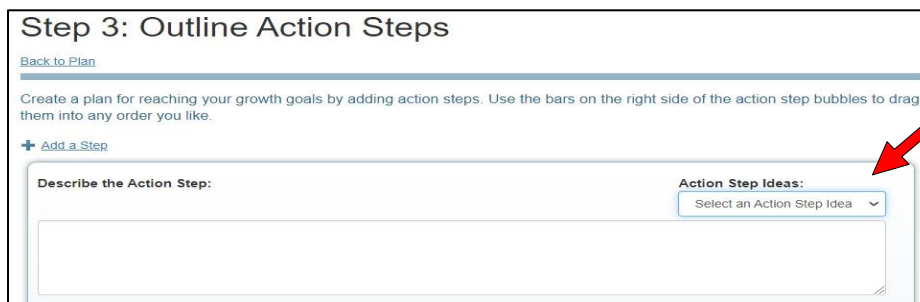 Step 3: Outline Action Steps
Back to Plan
Create a plan for reaching your growth goals by adding action steps. Use the bars on the right side of the action step bubbles to drag
them into any order you like.
+ Add a Step
Describe the Action Step:
Action Step Ideas:
Select an Action Step Idea